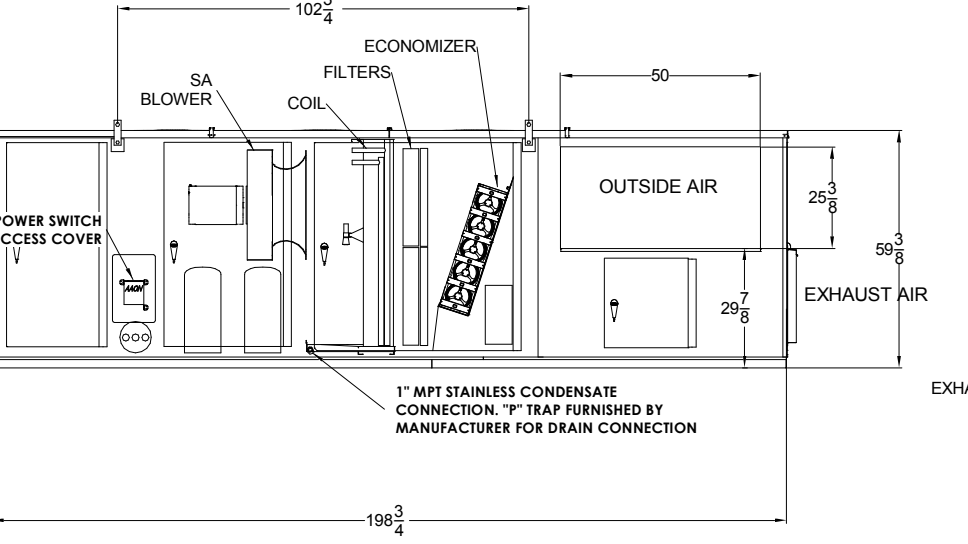 102 3/4
ECONOMIZER
FILTERS
SA
BLOWER
COIL
50
OUTSIDE AIR
25 3/8
59 3/8
POWER SWITCH
ACCESS COVER
AAON
EXHAUST AIR
29 7/8
1" MPT STAINLESS CONDENSATE
CONNECTION. "P" TRAP FURNISHED BY
MANUFACTURER FOR DRAIN CONNECTION
EXHA
198 3/4